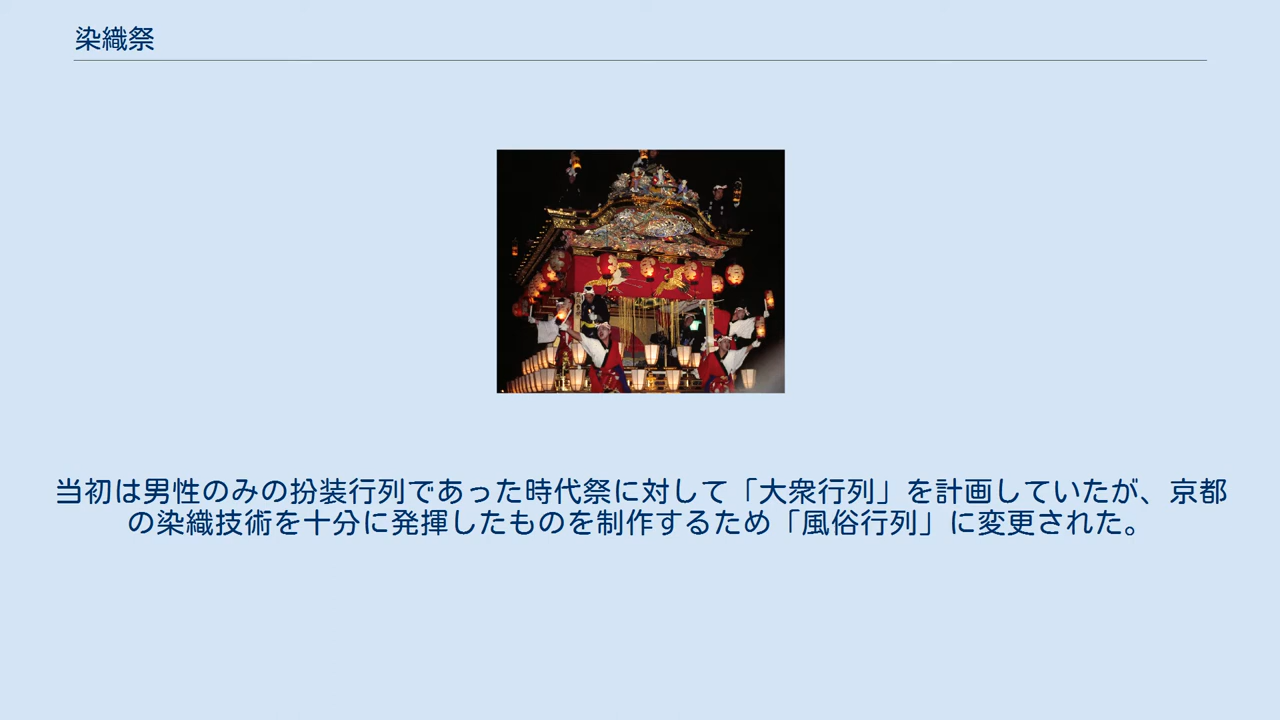 染織祭
当初は男性のみの扮装行列であった時代祭に対して「大衆行列」を計画していたが、京都
の染織技術を十分に発揮したものを制作するため「風俗行列」に変更された。